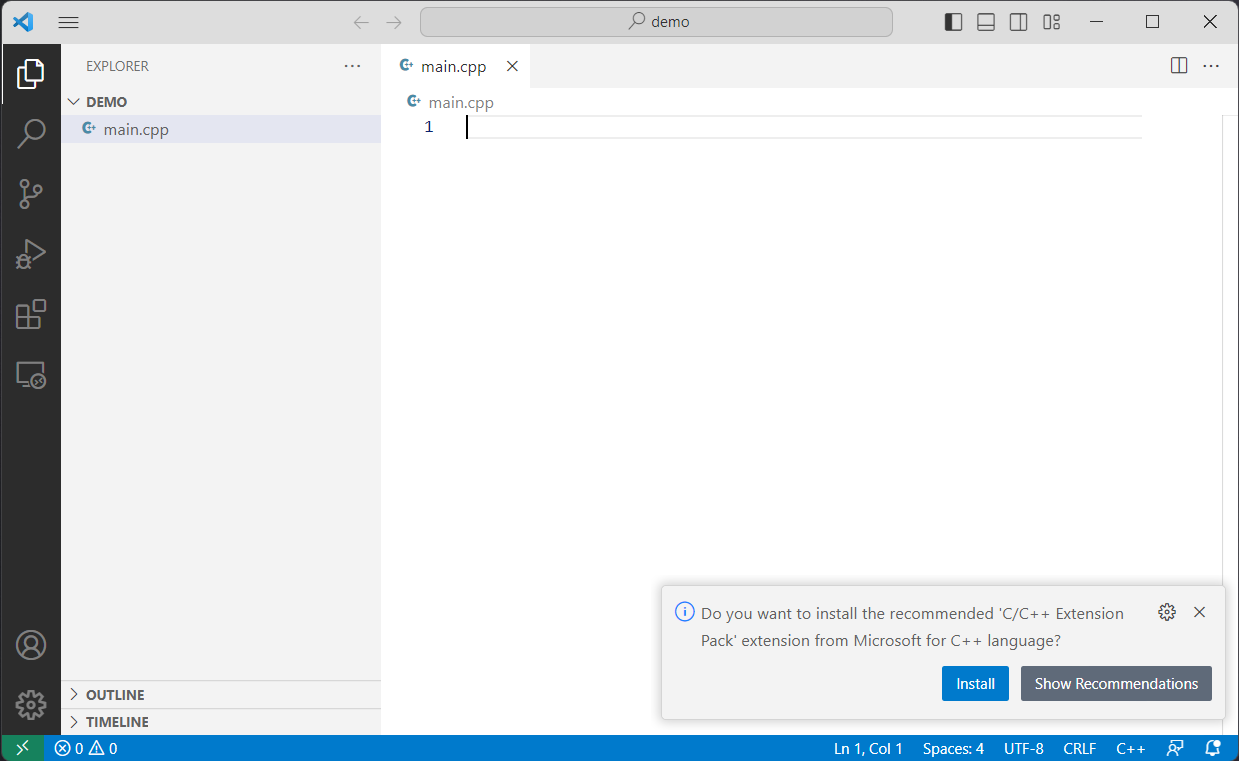 demo
EXPLORER
DEMO
main.cpp
OUTLINE
TIMELINE
main.cpp
main.cpp
1
Do you want to install the recommended 'C/C++ Extension
Pack' extension from Microsoft for C++ language?
Install
Show Recommendations
0 0
Ln 1, Col 1 Spaces: 4 UTF-8 CRLF C++